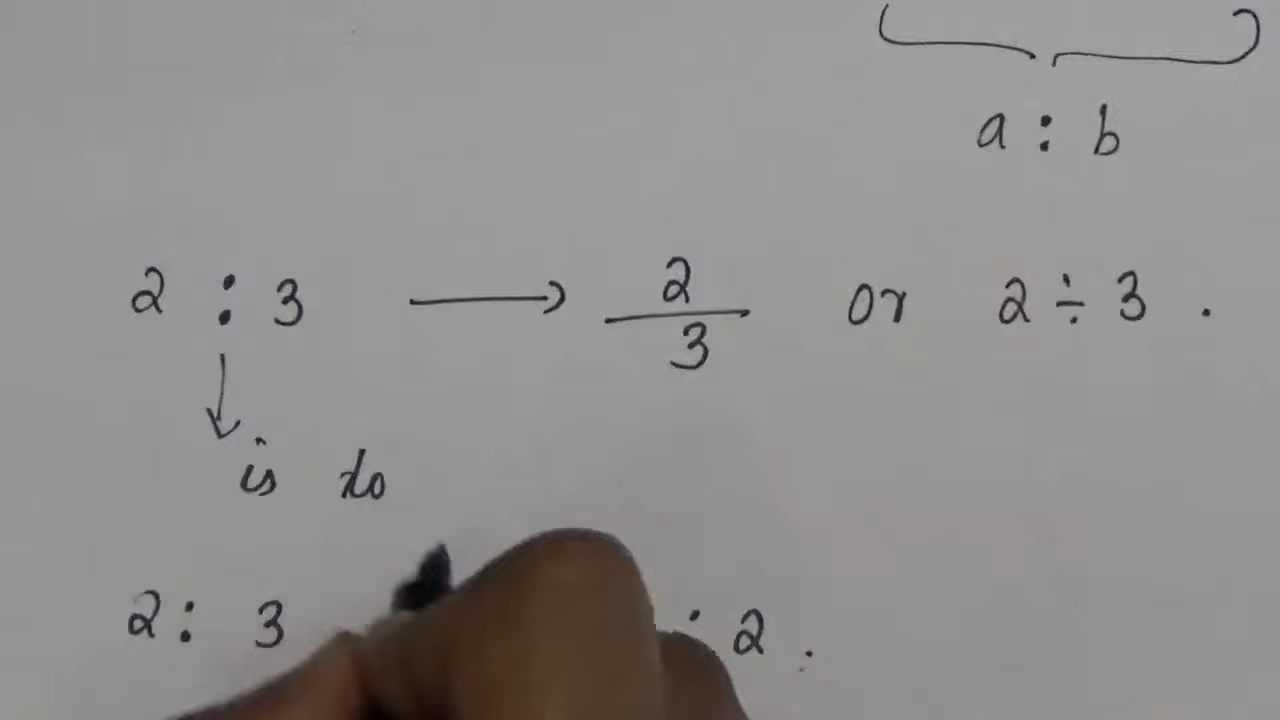 a : b
2 : 3 → 2/3 or 2 ÷ 3 .
is to
2 : 3 : 2 .